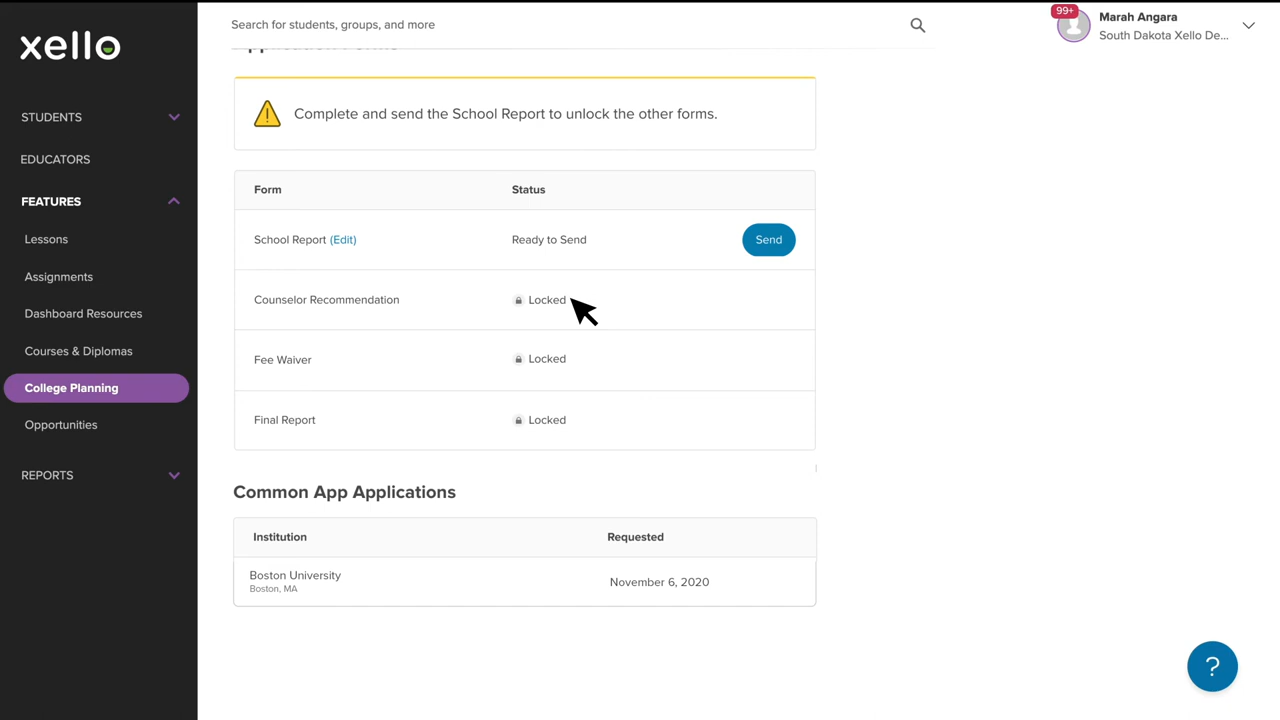 xello
Search for students, groups, and more
99+
Marah Angara
South Dakota Xello De...
STUDENTS
EDUCATORS
FEATURES
Lessons
Assignments
Dashboard Resources
Courses & Diplomas
College Planning
Opportunities
REPORTS
Complete and send the School Report to unlock the other forms.
Form Status
School Report (Edit) Ready to Send Send
Counselor Recommendation Locked
Fee Waiver Locked
Final Report Locked
Common App Applications
Institution Requested
Boston University November 6, 2020
Boston, MA
?